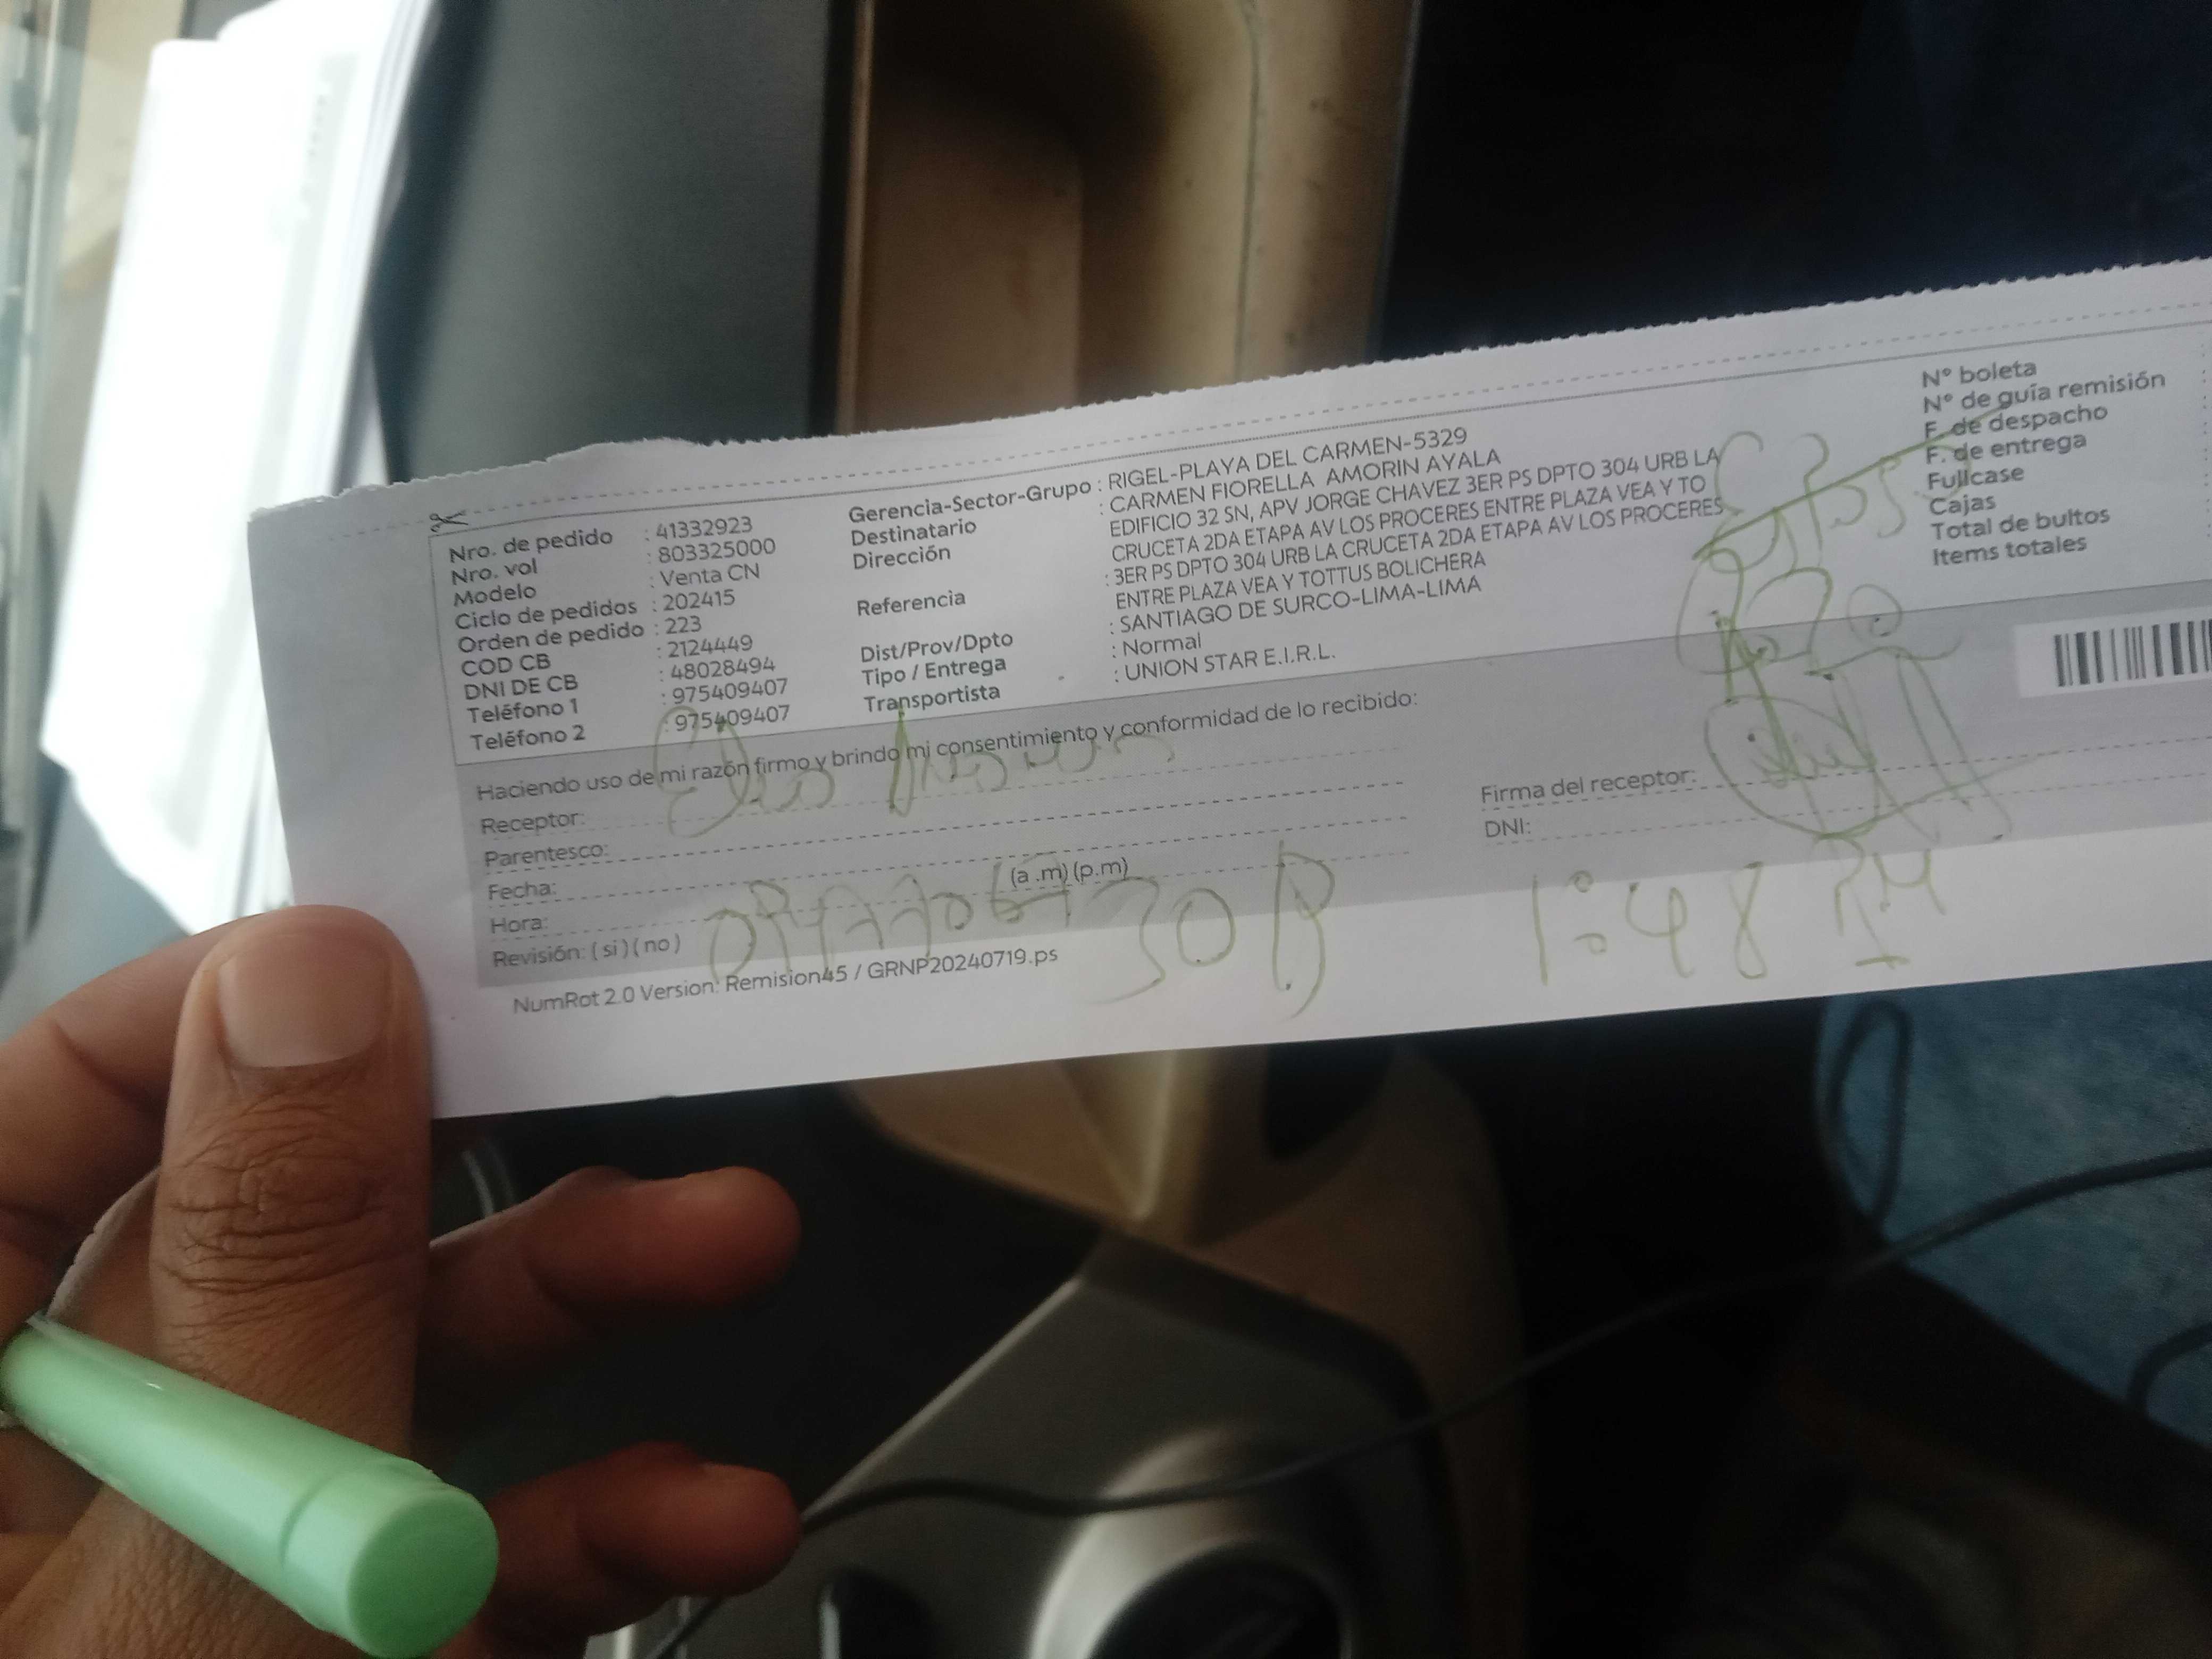 Nro. de pedido : 41332923
Nro. vol : 803325000
Modelo : Venta CN
Ciclo de pedidos : 202415
Orden de pedido : 223
COD CB : 2124449
DNI DE CB : 48028494
Teléfono 1 : 975409407
Teléfono 2 : 975409407
Gerencia-Sector-Grupo : RIGEL-PLAYA DEL CARMEN-5329
Destinatario : CARMEN FIORELLA AMORIN AYALA
Dirección EDIFICIO 32 SN, APV JORGE CHAVEZ 3ER PS DPTO 304 URB LA
CRUCETA 2DA ETAPA AV LOS PROCERES ENTRE PLAZA VEA Y TO
Referencia : 3ER PS DPTO 304 URB LA CRUCETA 2DA ETAPA AV LOS PROCERES
ENTRE PLAZA VEA Y TOTTUS BOLICHERA
Dist/Prov/Dpto : SANTIAGO DE SURCO-LIMA-LIMA
Tipo / Entrega : Normal
Transportista : UNION STAR E.I.R.L.
N° boleta
N° de guía remisión
F. de despacho
F. de entrega
Fullcase
Cajas
Total de bultos
Items totales
Haciendo uso de mi razón firmo y brindo mi consentimiento y conformidad de lo recibido:
Receptor:
Parentesco:
Fecha:
Hora: (a .m) (p.m)
Revisión: ( si ) ( no )
Firma del receptor:
DNI:
1:48 PM
NumRot 2.0 Version: Remision45 / GRNP20240719.ps